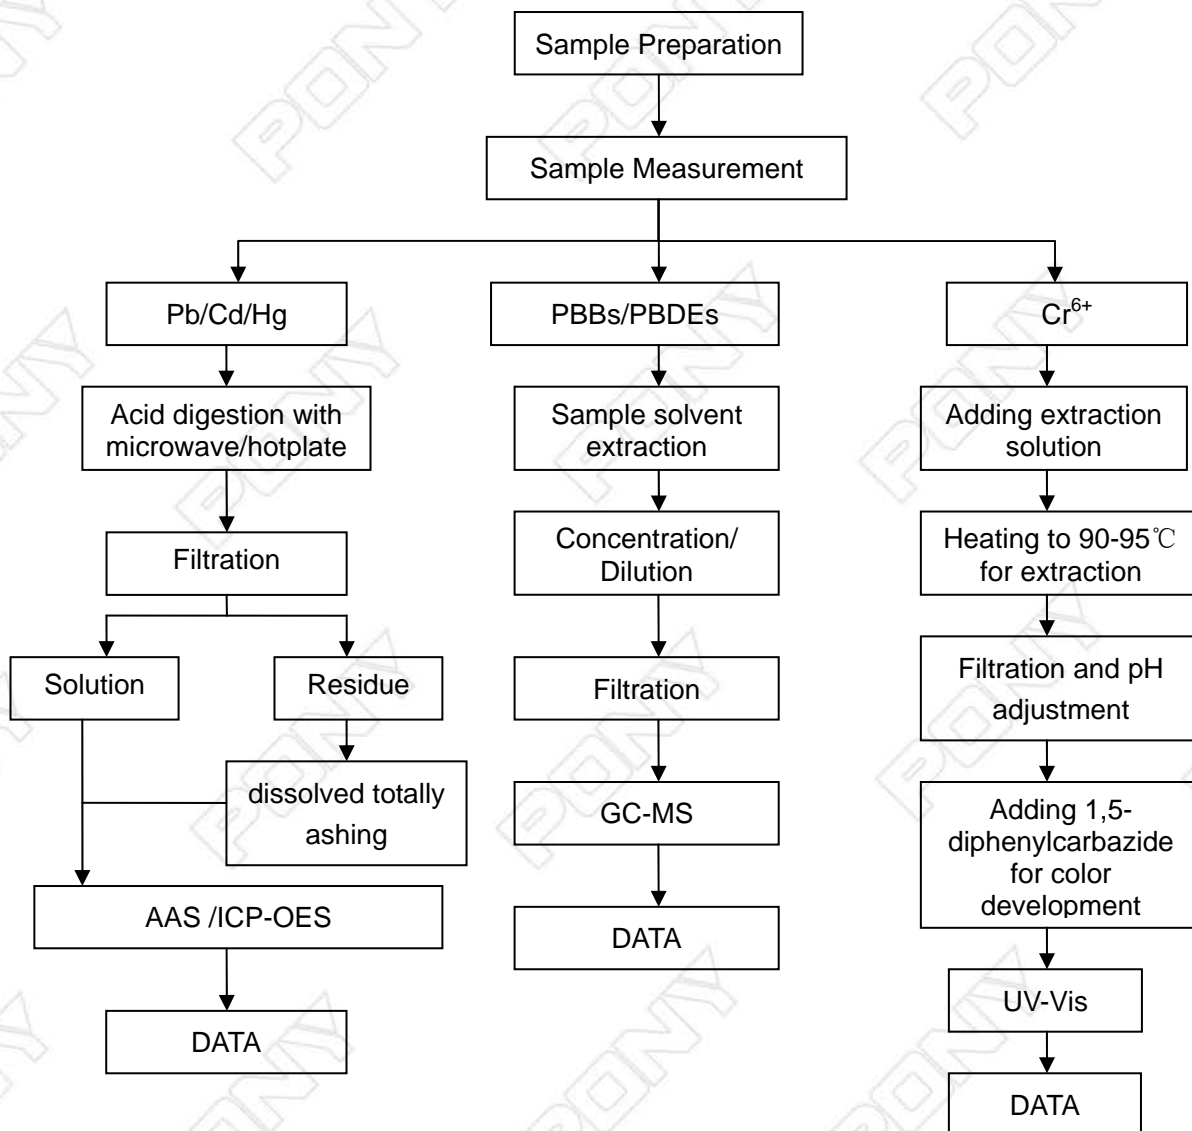 Sample Preparation
Sample Measurement
Pb/Cd/Hg
Acid digestion with
microwave/hotplate
Filtration
Solution
Residue
dissolved totally
ashing
AAS /ICP-OES
DATA
PBBs/PBDEs
Sample solvent
extraction
Concentration/
Dilution
Filtration
GC-MS
DATA
Cr⁶⁺
Adding extraction
solution
Heating to 90-95℃
for extraction
Filtration and pH
adjustment
Adding 1,5-
diphenylcarbazide
for color
development
UV-Vis
DATA
PONY